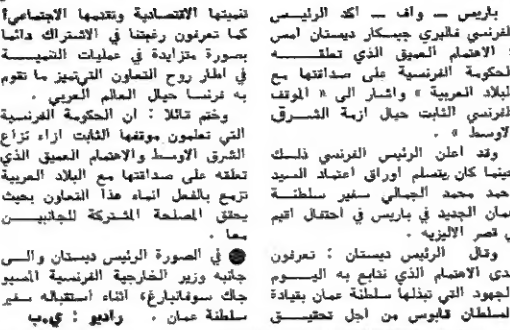 باريس — واف — اكد الرئيس
الفرنسي فاليري جيسكار ديستان امس
« الاهتمام العميق الذي تعلقه
الحكومة الفرنسية على صداقتها مع
البلاد العربية » واشار الى « الموقف
الفرنسي الثابت حيال ازمة الشرق
الاوسط » .
وقد اعلن الرئيس الفرنسي ذلك
حينما كان يتسلم اوراق اعتماد السيد
احمد محمد الجمالي سفير سلطنة
عمان الجديد في باريس في احتفال اقيم
في قصر الاليزيه .
وقال الرئيس ديستان : تعرفون
مدى الاهتمام الذي نتابع به اليوم
الجهود التي تبذلها سلطنة عمان بقيادة
السلطان قابوس من اجل تحقيق
تنميتها الاقتصادية وتقدمها الاجتماعي
كما تعرفون رغبتنا في الاشتراك دائما
بصورة متزايدة في عمليات التنمية
في اطار روح التعاون التي تتميز ما تقوم
به فرنسا حيال العالم العربي .
وختم قائلا : ان الحكومة الفرنسية
التي تعلمون موقفها الثابت ازاء نزاع
الشرق الاوسط والاهتمام العميق الذي
تعلقه على صداقتها مع البلاد العربية
تزمع بالفعل انماء هذا التعاون بحيث
يحقق المصلحة المشتركة للجانبين
معا .
● في الصورة الرئيس ديستان والى
جانبه وزير الخارجية الفرنسية المسيو
جاك سوفانيارغ، اثناء استقباله سفير
سلطنة عمان . راديو : ي.ب